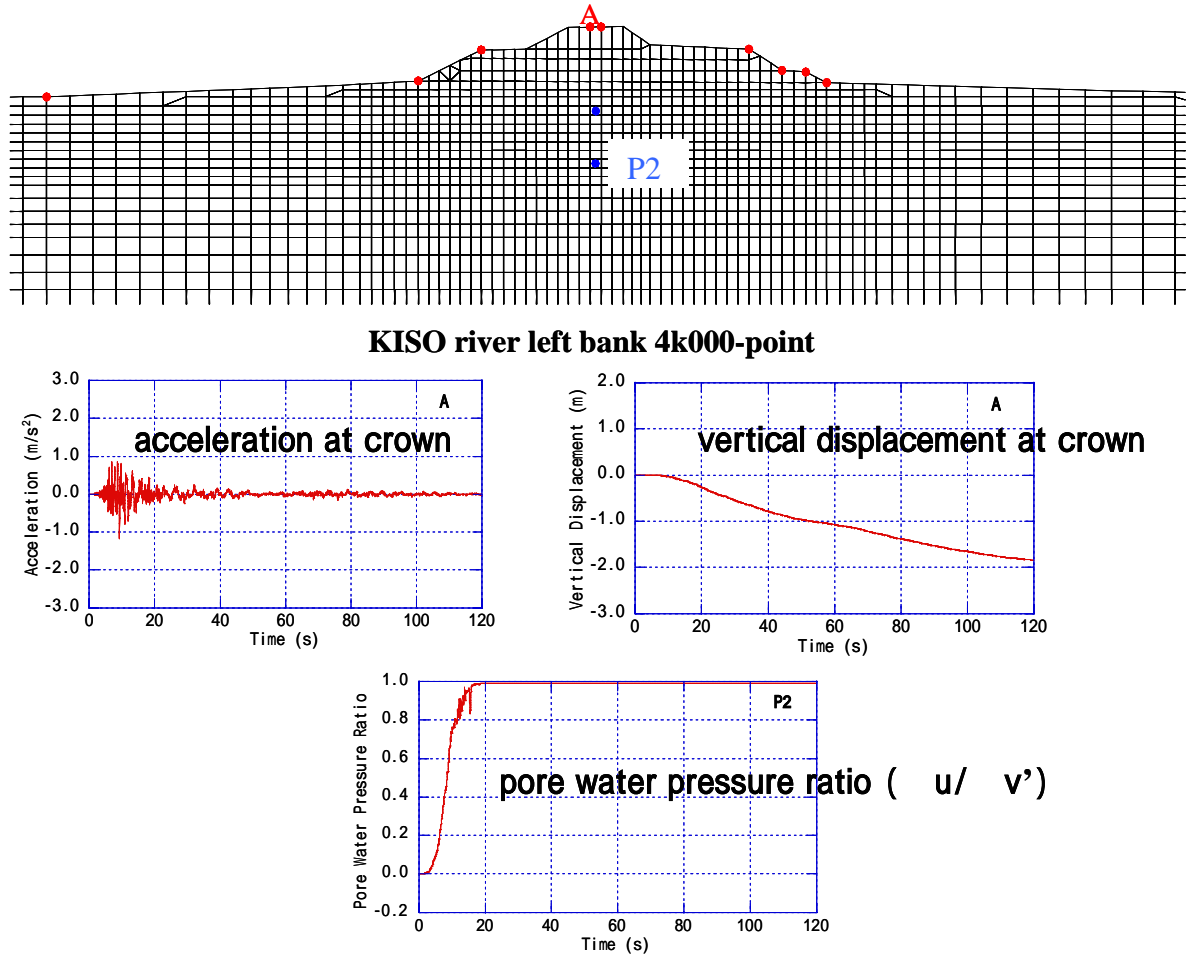 A
P2
KISO river left bank 4k000-point
3.0
2.0
1.0
0.0
-1.0
-2.0
-3.0
Acceleration (m/s²)
A
acceleration at crown
0 20 40 60 80 100 120
Time (s)
2.0
1.0
0.0
-1.0
-2.0
-3.0
Vertical Displacement (m)
A
vertical displacement at crown
0 20 40 60 80 100 120
Time (s)
1.0
0.8
0.6
0.4
0.2
0.0
-0.2
Pore Water Pressure Ratio
P2
pore water pressure ratio ( u/ v’)
0 20 40 60 80 100 120
Time (s)